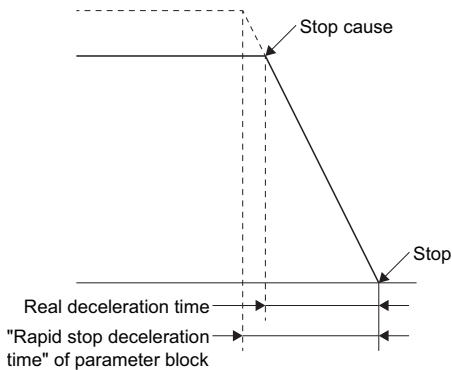 Stop cause
Stop
Real deceleration time
"Rapid stop deceleration
time" of parameter block